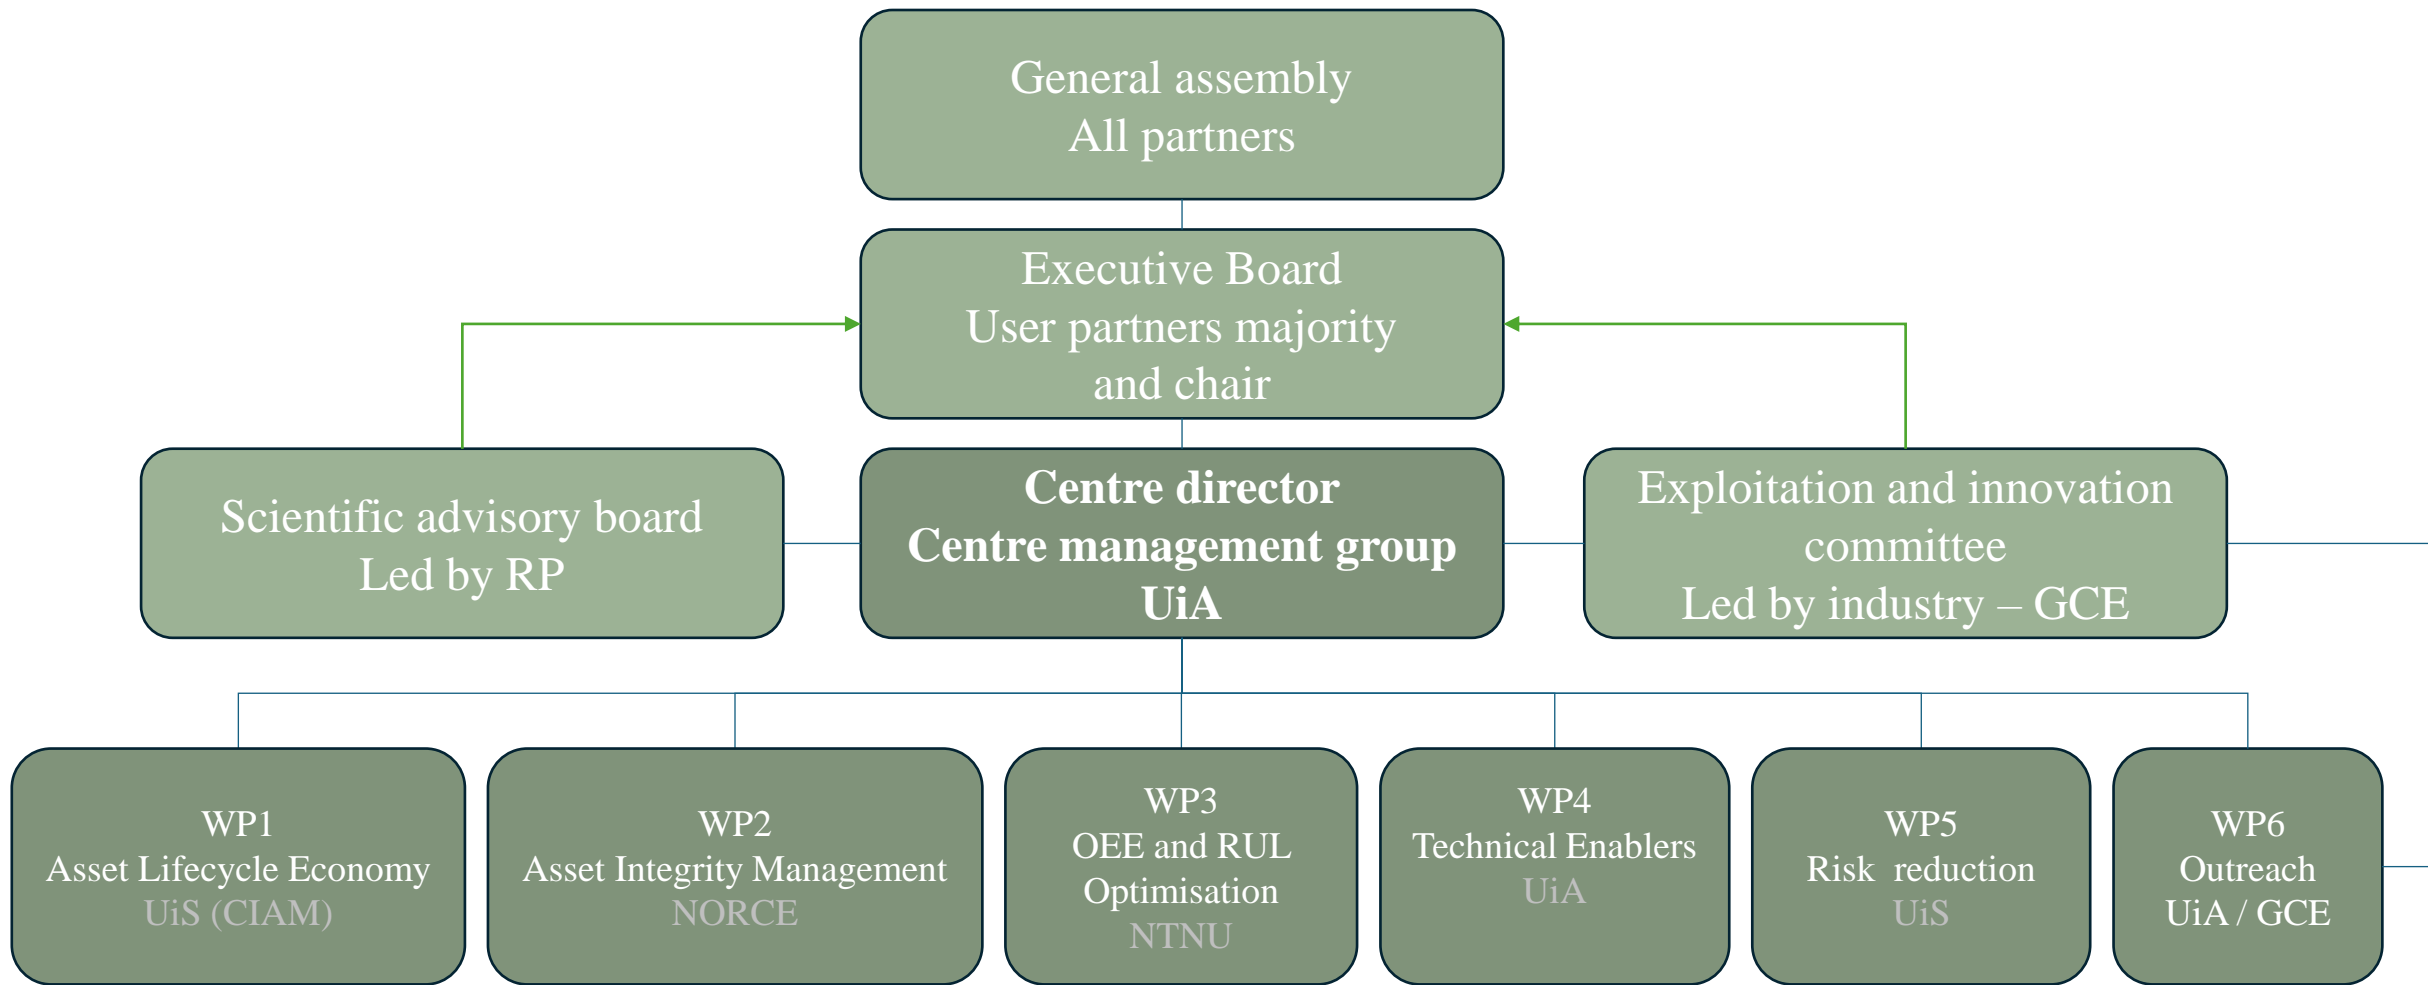 General assembly
All partners
Executive Board
User partners majority
and chair
Scientific advisory board
Led by RP
Centre director
Centre management group
UiA
Exploitation and innovation
committee
Led by industry – GCE
WP1
Asset Lifecycle Economy
UiS (CIAM)
WP2
Asset Integrity Management
NORCE
WP3
OEE and RUL
Optimisation
NTNU
WP4
Technical Enablers
UiA
WP5
Risk  reduction
UiS
WP6
Outreach
UiA / GCE